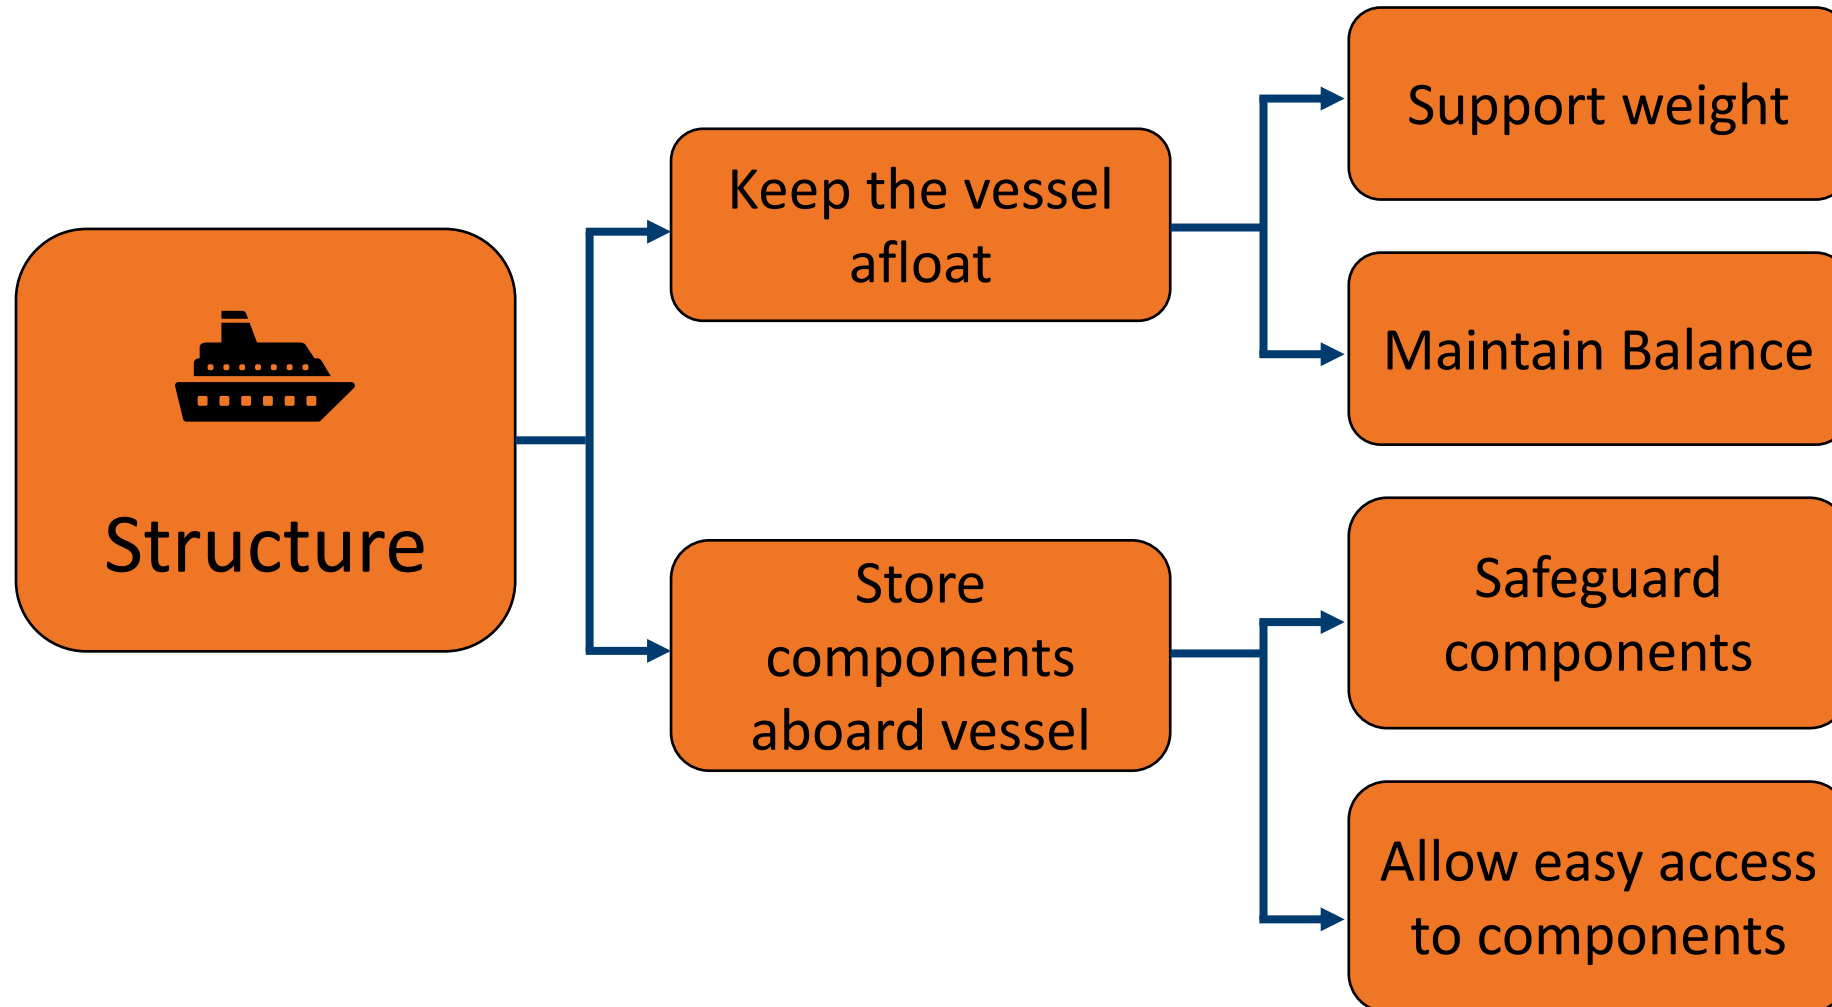 Structure
Keep the vessel
afloat
Store
components
aboard vessel
Support weight
Maintain Balance
Safeguard
components
Allow easy access
to components